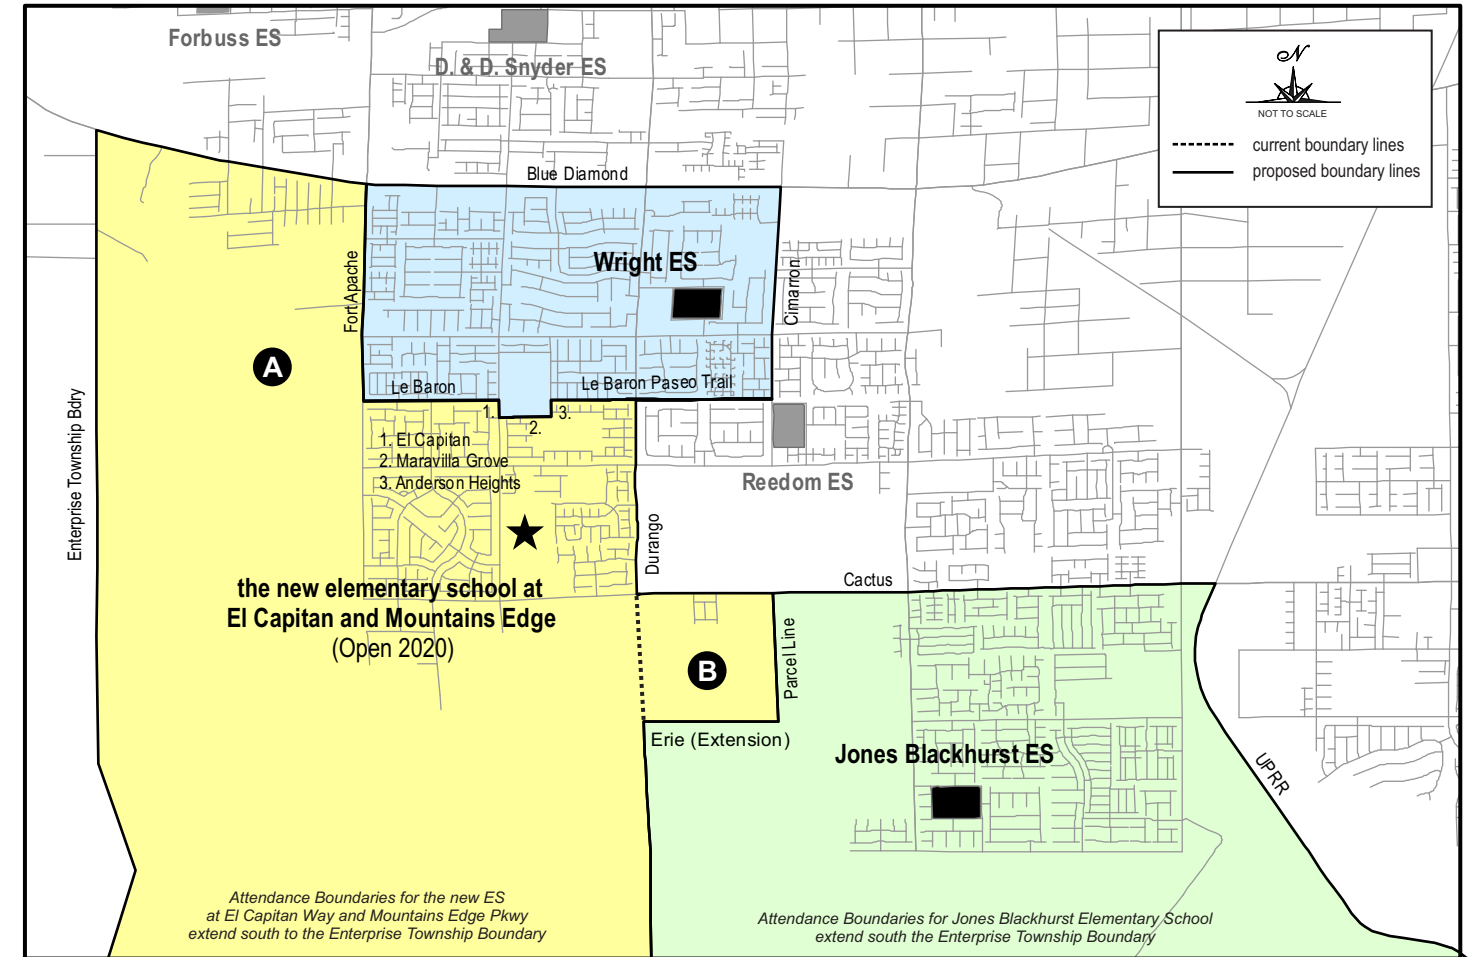 Forbuss ES
D. & D. Snyder ES
N
NOT TO SCALE
current boundary lines
proposed boundary lines
Blue Diamond
Fort Apache
Wright ES
Cimarron
A
Le Baron
Le Baron Paseo Trail
1.
2.
3.
1. El Capitan
2. Maravilla Grove
3. Anderson Heights
Enterprise Township Bdry
Reedom ES
Durango
Cactus
the new elementary school at
El Capitan and Mountains Edge
(Open 2020)
B
Parcel Line
Erie (Extension)
Jones Blackhurst ES
UPRR
Attendance Boundaries for the new ES
at El Capitan Way and Mountains Edge Pkwy
extend south to the Enterprise Township Boundary
Attendance Boundaries for Jones Blackhurst Elementary School
extend south the Enterprise Township Boundary